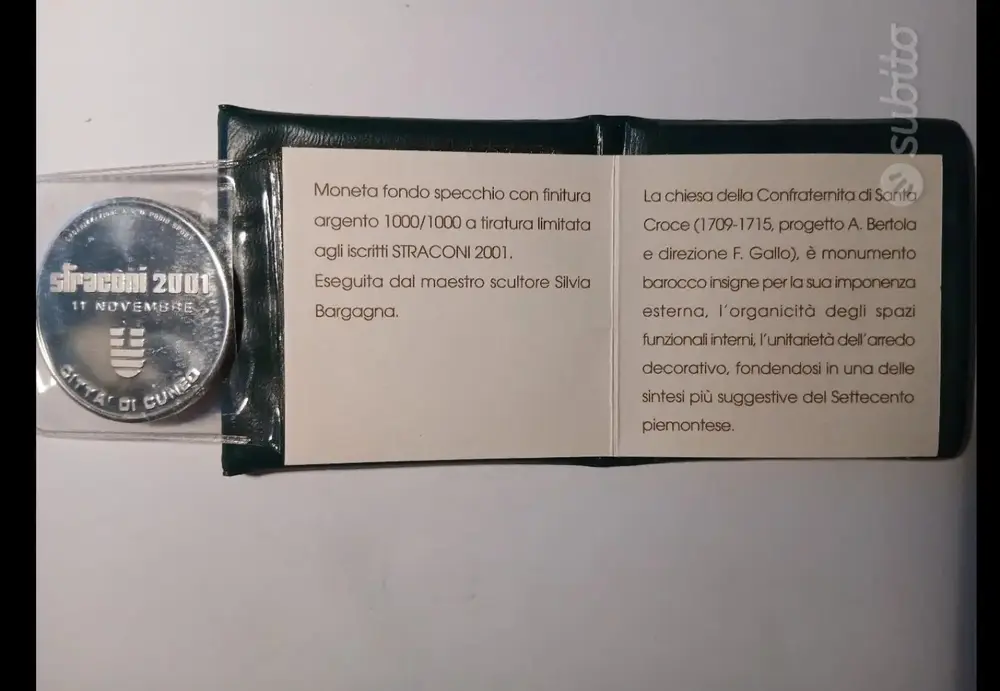 straconi 2001
11 NOVEMBRE
CITTA' DI CUNEO
Moneta fondo specchio con finitura
argento 1000/1000 a tiratura limitata
agli iscritti STRACONI 2001.
Eseguita dal maestro scultore Silvia
Bargagna.
La chiesa della Confraternita di Santa
Croce (1709-1715, progetto A. Bertola
e direzione F. Gallo), è monumento
barocco insigne per la sua imponenza
esterna, l'organicità degli spazi
funzionali interni, l'unitarietà dell'arredo
decorativo, fondendosi in una delle
sintesi più suggestive del Settecento
piemontese.
subito